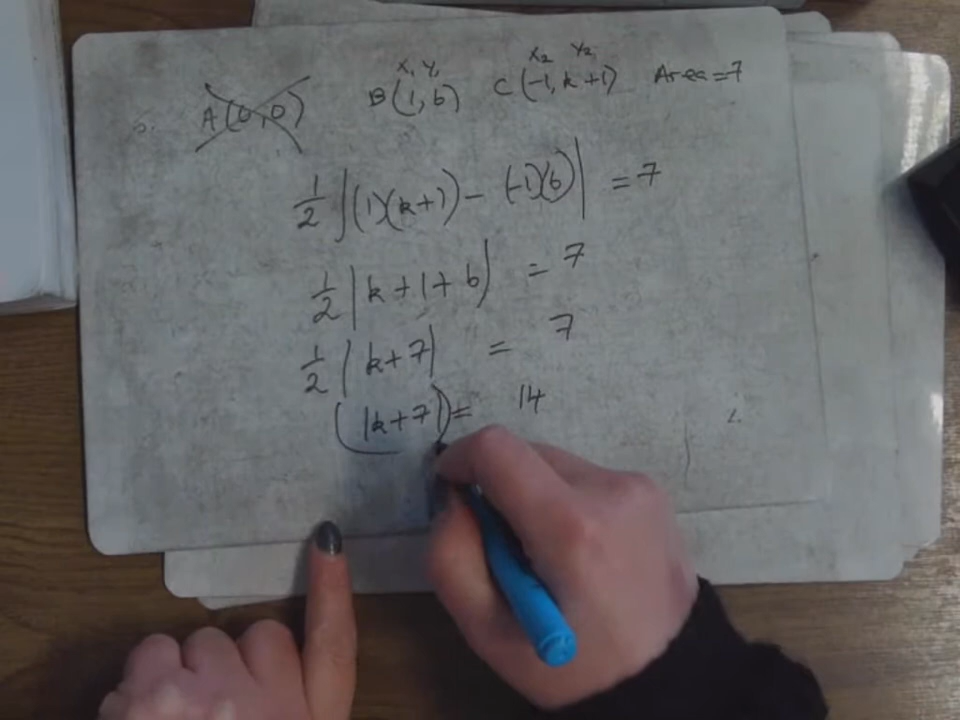 x₁ y₁ x₂ y₂
A(0,0) B(1,6) C(-1,k+1) Area=7
1/2 |(1)(k+1) - (-1)(6)| = 7
1/2 |k+1+6| = 7
1/2 |k+7| = 7
(|k+7|) = 14